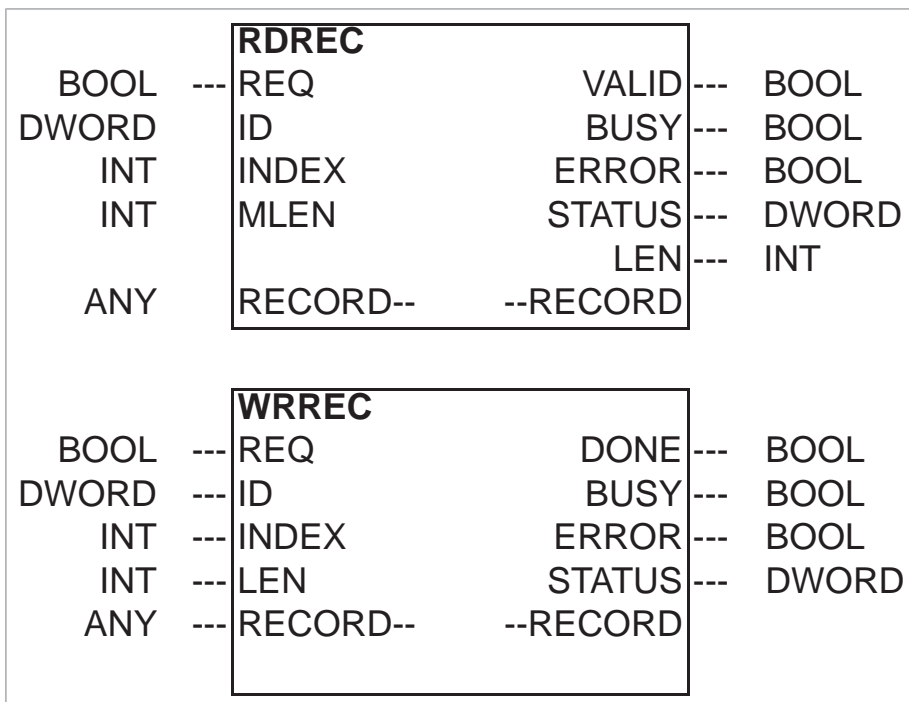 RDREC
BOOL --- REQ VALID --- BOOL
DWORD ID BUSY --- BOOL
INT INDEX ERROR --- BOOL
INT MLEN STATUS --- DWORD
LEN --- INT
ANY RECORD-- --RECORD
WRREC
BOOL --- REQ DONE --- BOOL
DWORD --- ID BUSY --- BOOL
INT --- INDEX ERROR --- BOOL
INT --- LEN STATUS --- DWORD
ANY --- RECORD-- --RECORD